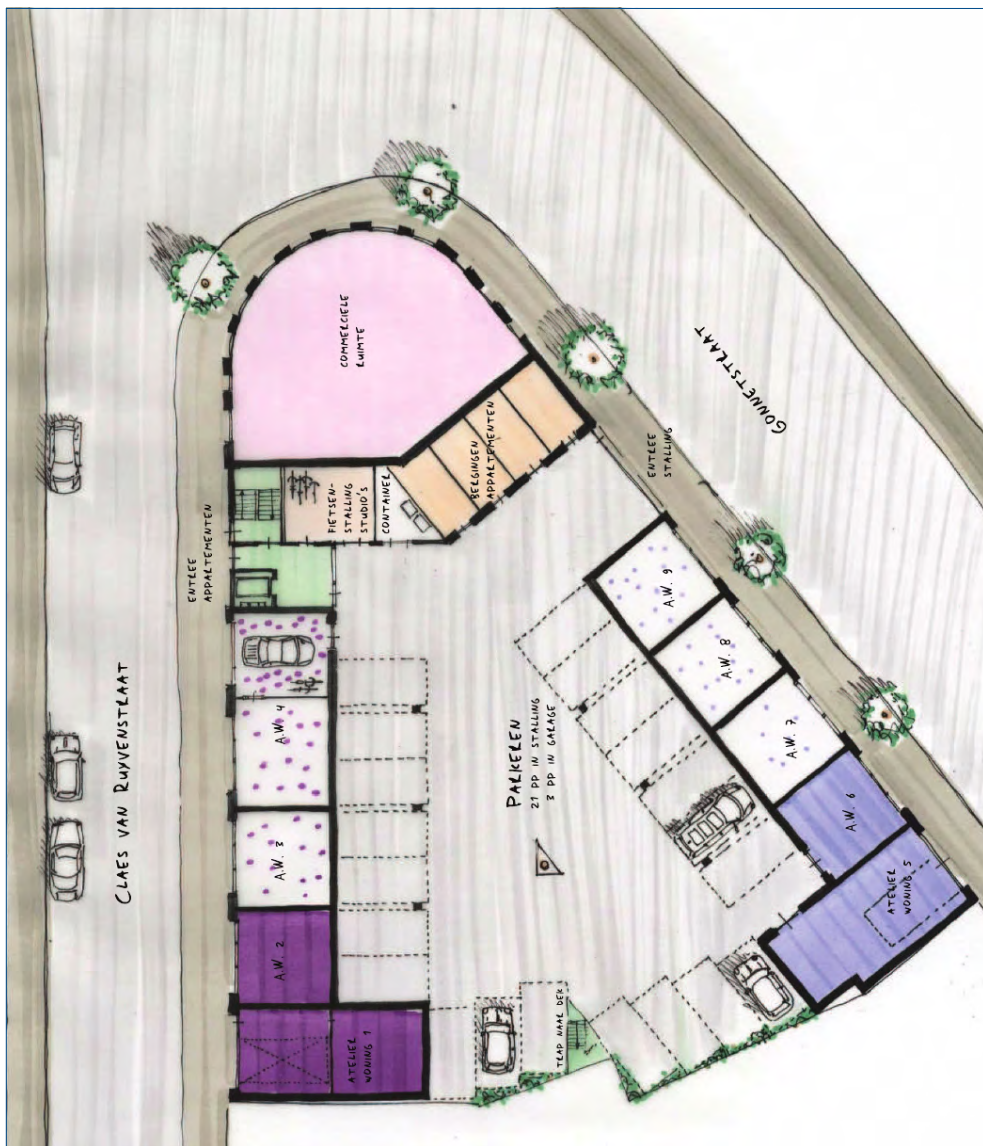 COMMERCIELE
RUIMTE
GONNETSTRAAT
ENTREE
STALLING
BERGINGEN
APPARTEMENTEN
CONTAINER
FIETSEN-
STALLING
STUDIO'S
ENTREE
APPARTEMENTEN
CLAES VAN RUYVENSTRAAT
A.W. 4
A.W. 3
A.W. 2
ATELIER
WONING 1
PARKEREN
21 PP IN STALLING
3 PP IN GARAGE
A.W. 9
A.W. 8
A.W. 7
A.W. 6
ATELIER
WONING 5
TRAP NAAR DEK